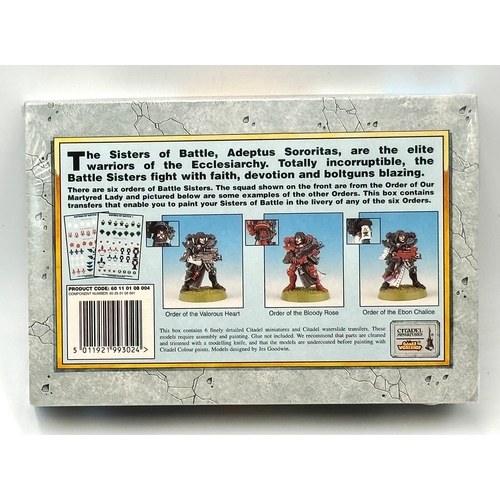 The Sisters of Battle, Adeptus Sororitas, are the elite
warriors of the Ecclesiarchy. Totally incorruptible, the
Battle Sisters fight with faith, devotion and boltguns blazing.
There are six orders of Battle Sisters. The squad shown on the front are from the Order of Our
Martyred Lady and pictured below are some examples of the other Orders. This box contains
transfers that enable you to paint your Sisters of Battle in the livery of any of the six Orders.
Order of the Valorous Heart
Order of the Bloody Rose
Order of the Ebon Chalice
PRODUCT CODE: 60 11 01 08 004
5 011921 993024 >
This box contains 6 finely detailed Citadel miniatures and Citadel waterslide transfers. These
models require assembly and painting. Glue not included. We recommend that parts are cleaned
and trimmed with a modelling knife, and that the models are undercoated before painting with
Citadel Colour paints. Models designed by Jes Goodwin.
CITADEL
MINIATURES
GAMES
WORKSHOP